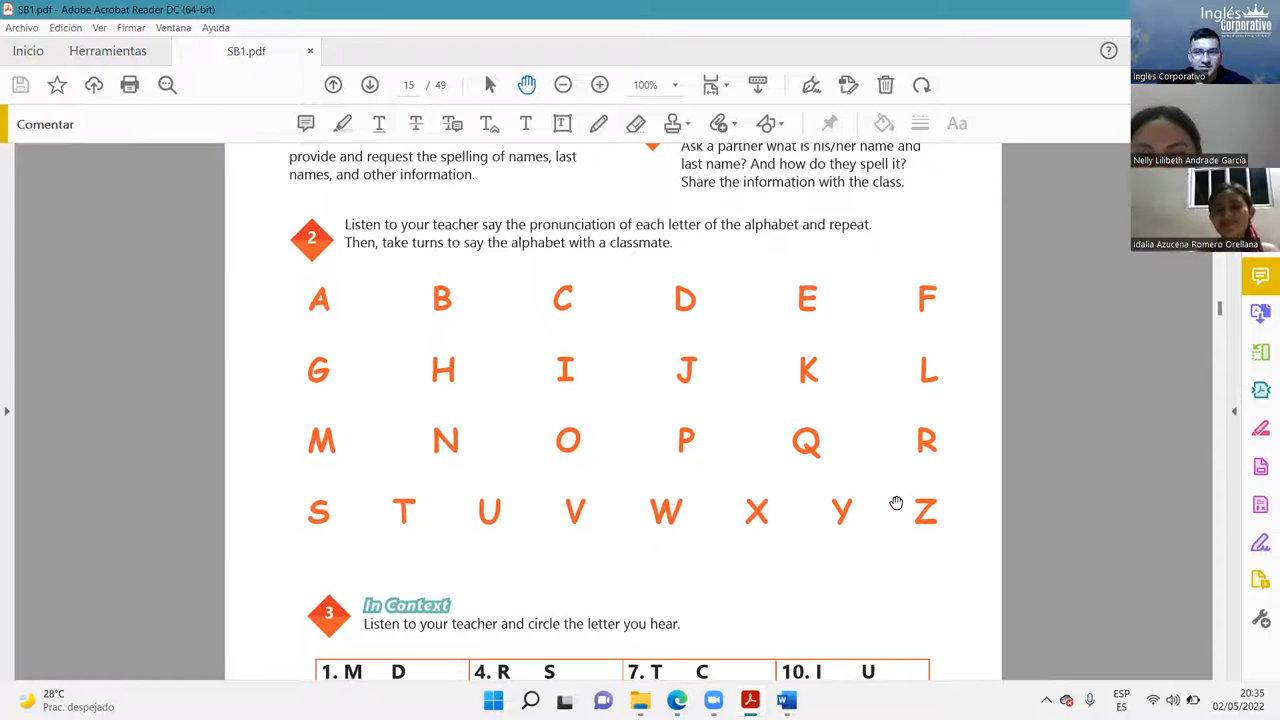 SB1.pdf - Adobe Acrobat Reader DC (64-bit)
Archivo Edición Ver Firmar Ventana Ayuda
Inicio Herramientas SB1.pdf ×
15 / 49 100%
Comentar
Aa
Inglés
Corporativo
Ingles Corporativo
Nelly Lilibeth Andrade García
Idalia Azucena Romero Orellana
provide and request the spelling of names, last
names, and other information.
Ask a partner what is his/her name and
last name? And how do they spell it?
Share the information with the class.
2
Listen to your teacher say the pronunciation of each letter of the alphabet and repeat.
Then, take turns to say the alphabet with a classmate.
A B C D E F
G H I J K L
M N O P Q R
S T U V W X Y Z
3
In Context
Listen to your teacher and circle the letter you hear.
1. M D 4. R S 7. T C 10. I U
28°C
Prac. despejado
ESP
ES
20:35
02/05/2022